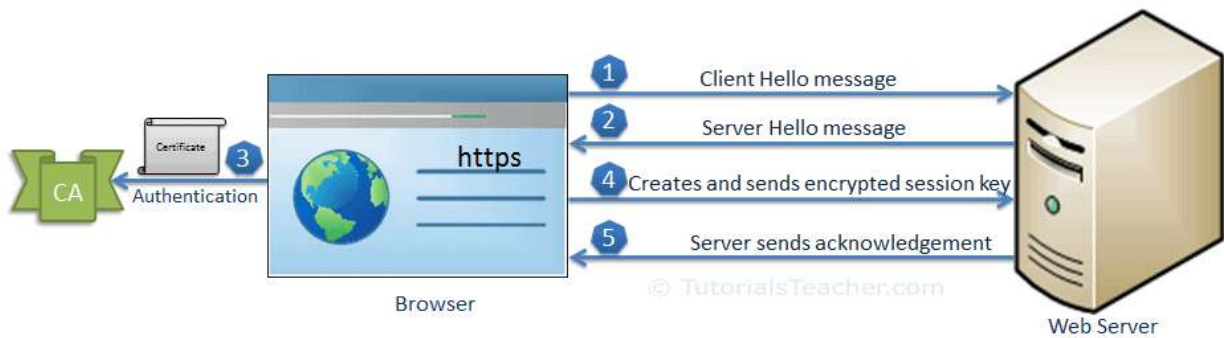 1
Client Hello message
2
Server Hello message
Certificate
3
https
CA
Authentication
4
Creates and sends encrypted session key
5
Server sends acknowledgement
© TutorialsTeacher.com
Browser
Web Server